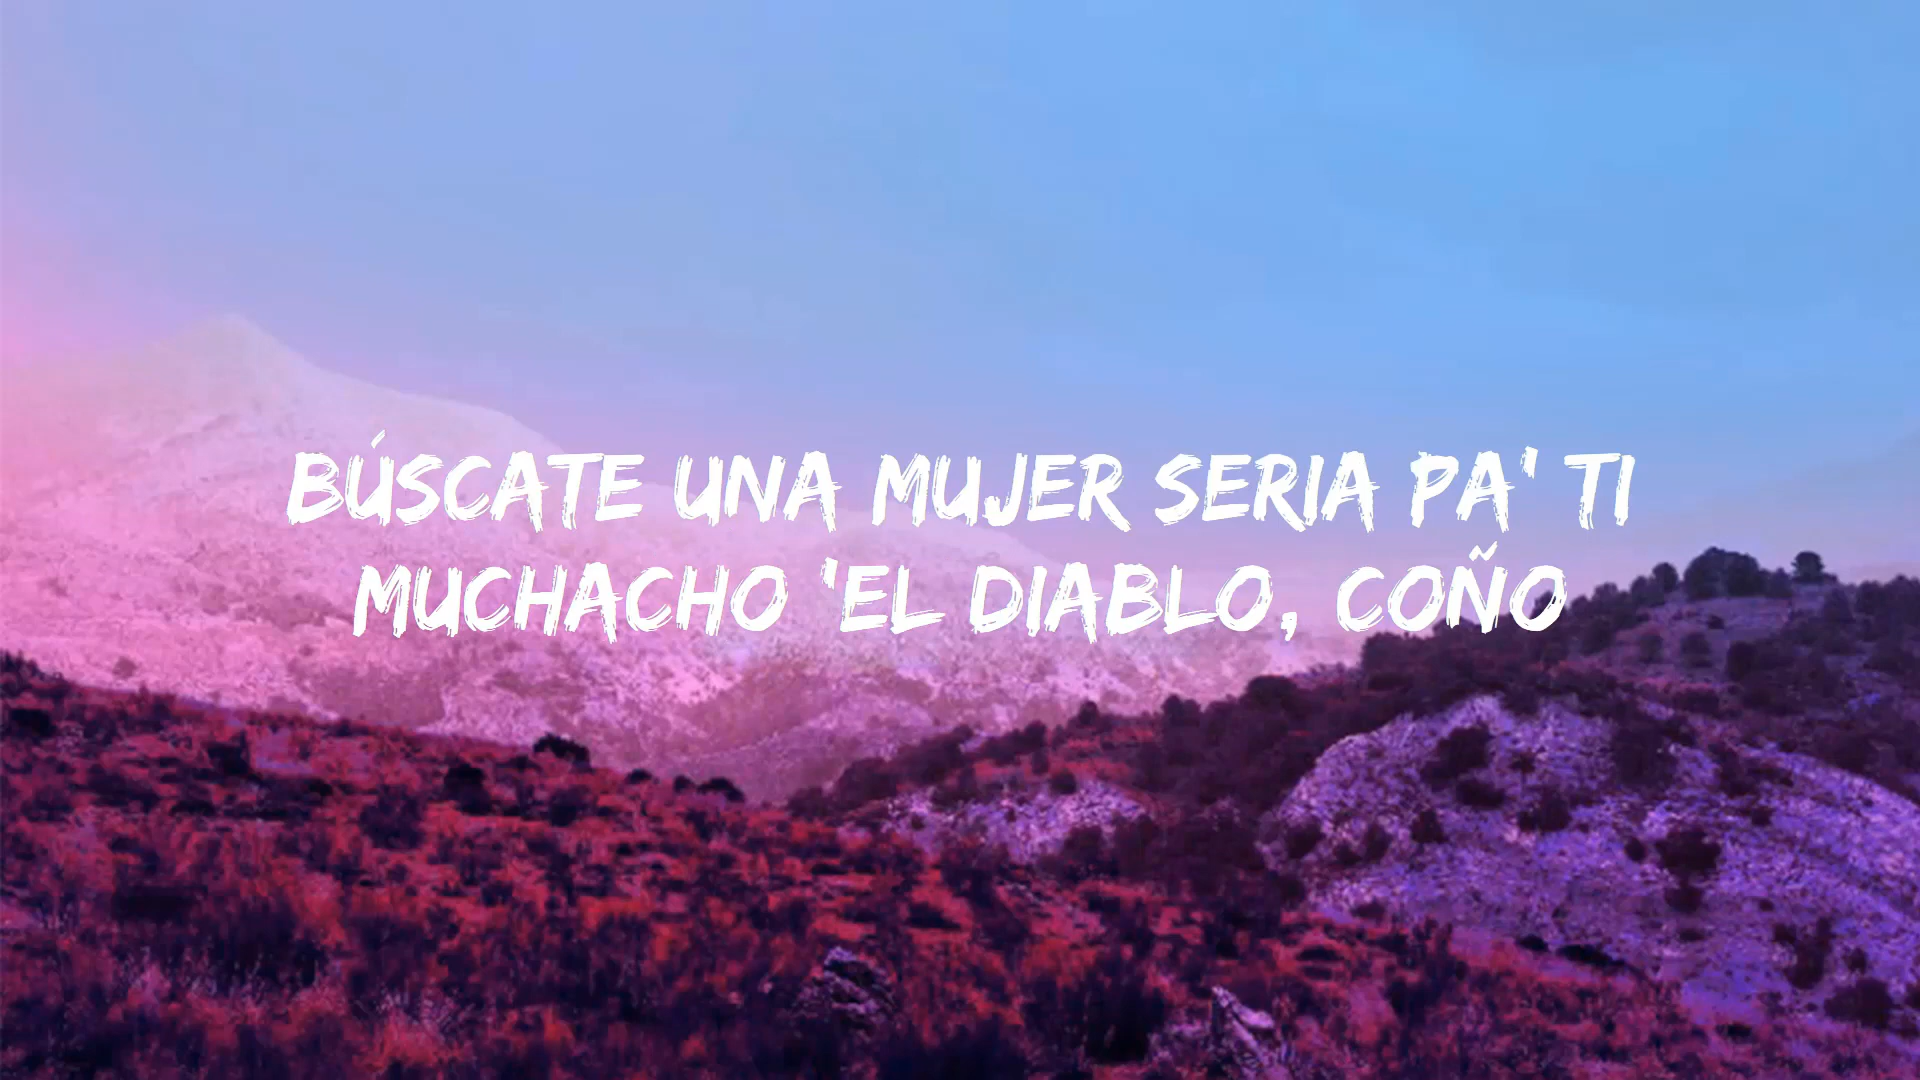 BÚSCATE UNA MUJER SERIA PA' TI
MUCHACHO 'EL DIABLO, COÑO